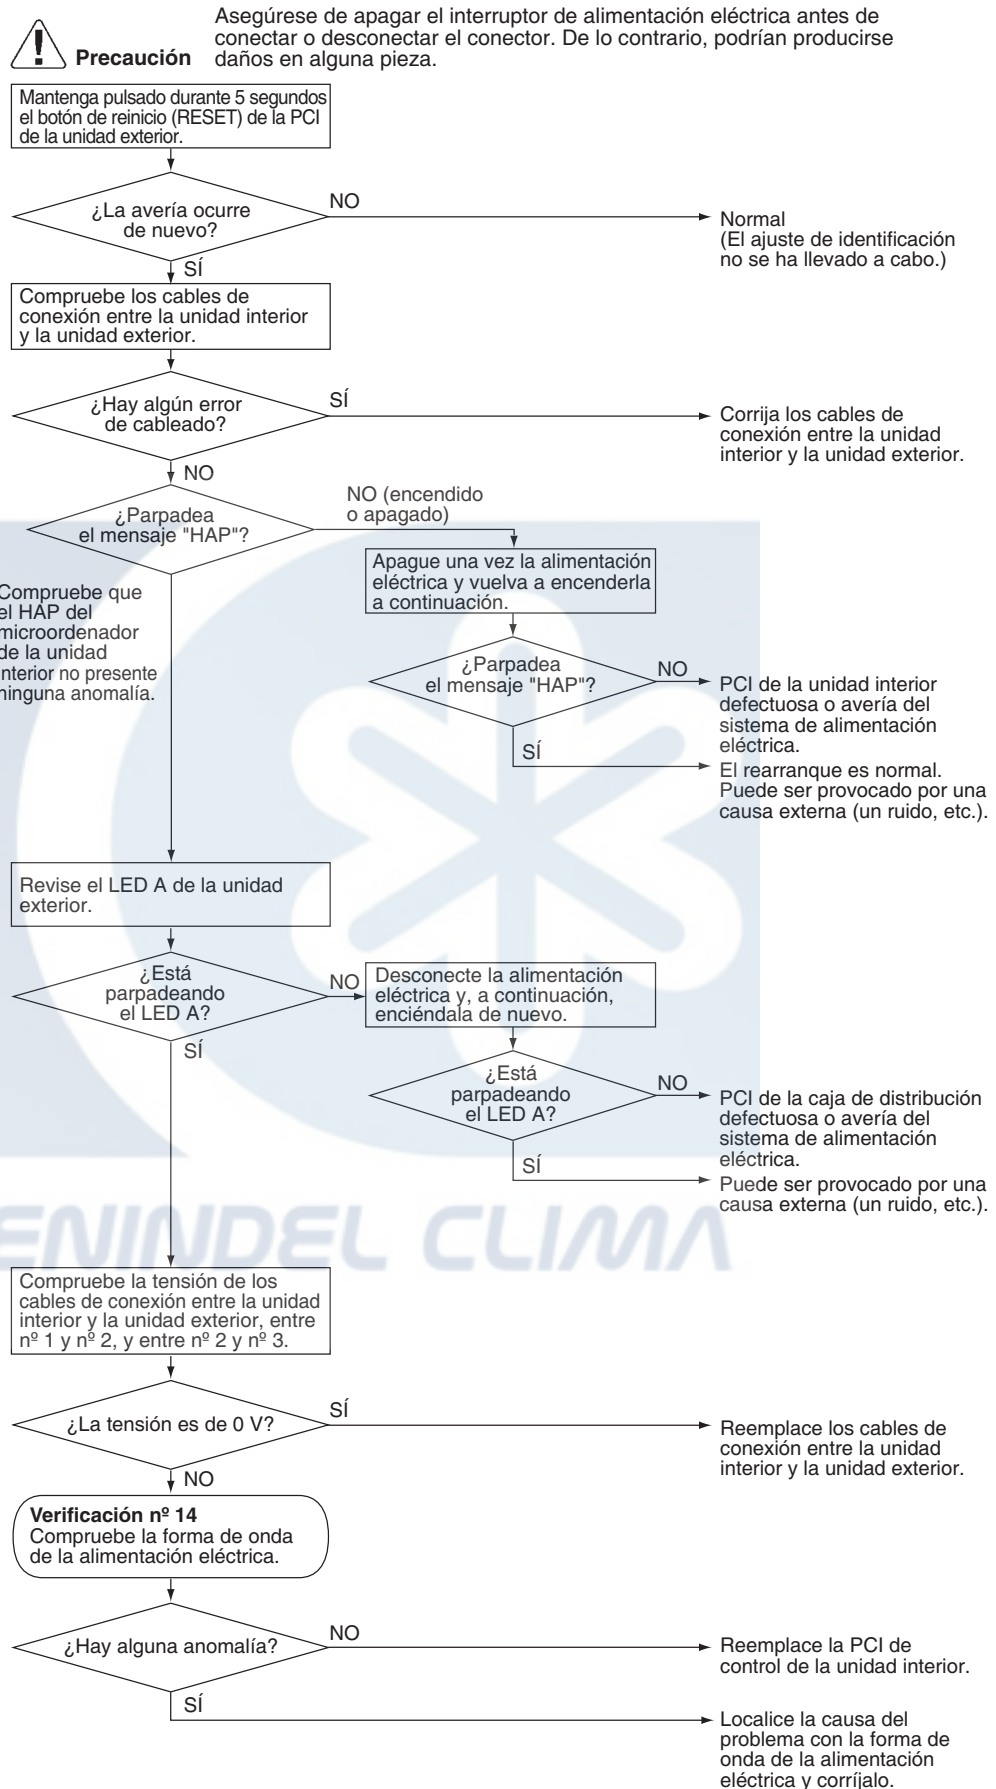 Asegúrese de apagar el interruptor de alimentación eléctrica antes de
conectar o desconectar el conector. De lo contrario, podrían producirse
Precaución daños en alguna pieza.
Mantenga pulsado durante 5 segundos
el botón de reinicio (RESET) de la PCI
de la unidad exterior.
¿La avería ocurre
de nuevo?
NO
Normal
(El ajuste de identificación
no se ha llevado a cabo.)
SÍ
Compruebe los cables de
conexión entre la unidad interior
y la unidad exterior.
¿Hay algún error
de cableado?
SÍ
Corrija los cables de
conexión entre la unidad
interior y la unidad exterior.
NO
¿Parpadea
el mensaje "HAP"?
NO (encendido
o apagado)
Apague una vez la alimentación
eléctrica y vuelva a encenderla
a continuación.
Compruebe que
el HAP del
microordenador
de la unidad
interior no presente
ninguna anomalía.
¿Parpadea
el mensaje "HAP"?
NO
PCI de la unidad interior
defectuosa o avería del
sistema de alimentación
eléctrica.
SÍ
El rearranque es normal.
Puede ser provocado por una
causa externa (un ruido, etc.).
Revise el LED A de la unidad
exterior.
¿Está
parpadeando
el LED A?
NO
Desconecte la alimentación
eléctrica y, a continuación,
enciéndala de nuevo.
SÍ
¿Está
parpadeando
el LED A?
NO
PCI de la caja de distribución
defectuosa o avería del
sistema de alimentación
eléctrica.
SÍ
Puede ser provocado por una
causa externa (un ruido, etc.).
ENINDEL CLIMA
Compruebe la tensión de los
cables de conexión entre la unidad
interior y la unidad exterior, entre
nº 1 y nº 2, y entre nº 2 y nº 3.
¿La tensión es de 0 V?
SÍ
Reemplace los cables de
conexión entre la unidad
interior y la unidad exterior.
NO
Verificación nº 14
Compruebe la forma de onda
de la alimentación eléctrica.
¿Hay alguna anomalía?
NO
Reemplace la PCI de
control de la unidad interior.
SÍ
Localice la causa del
problema con la forma de
onda de la alimentación
eléctrica y corríjalo.